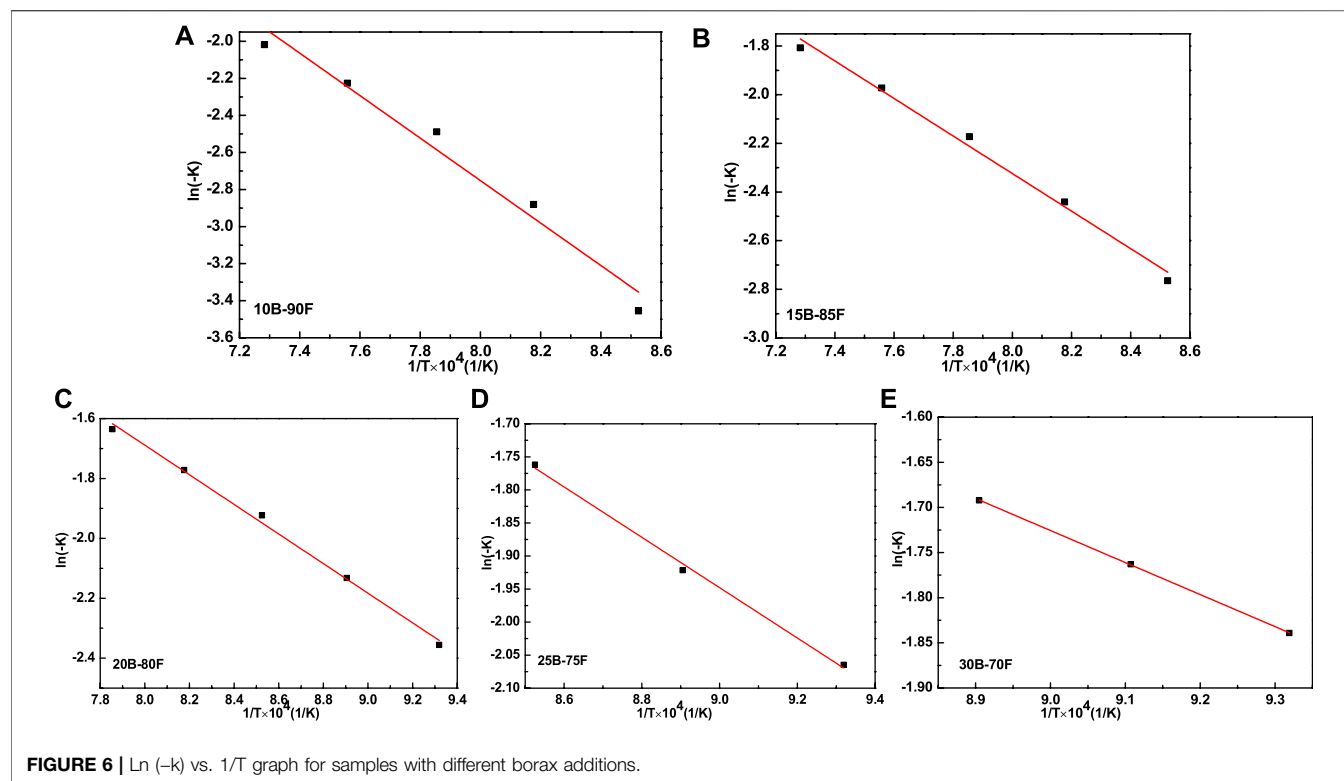 A
-2.0
-2.2
-2.4
-2.6
-2.8
-3.0
-3.2
-3.4
-3.6
ln(-K)
10B-90F
7.2 7.4 7.6 7.8 8.0 8.2 8.4 8.6
1/T×10⁴(1/K)
B
-1.8
-2.0
-2.2
-2.4
-2.6
-2.8
-3.0
ln(-K)
15B-85F
7.2 7.4 7.6 7.8 8.0 8.2 8.4 8.6
1/T×10⁴(1/K)
C
-1.6
-1.8
-2.0
-2.2
-2.4
ln(-K)
20B-80F
7.8 8.0 8.2 8.4 8.6 8.8 9.0 9.2 9.4
1/T×10⁴(1/K)
D
-1.70
-1.75
-1.80
-1.85
-1.90
-1.95
-2.00
-2.05
-2.10
ln(-K)
25B-75F
8.6 8.8 9.0 9.2 9.4
1/T×10⁴(1/K)
E
-1.60
-1.65
-1.70
-1.75
-1.80
-1.85
-1.90
ln(-K)
30B-70F
8.9 9.0 9.1 9.2 9.3
1/T×10⁴(1/K)
FIGURE 6 | Ln (−k) vs. 1/T graph for samples with different borax additions.